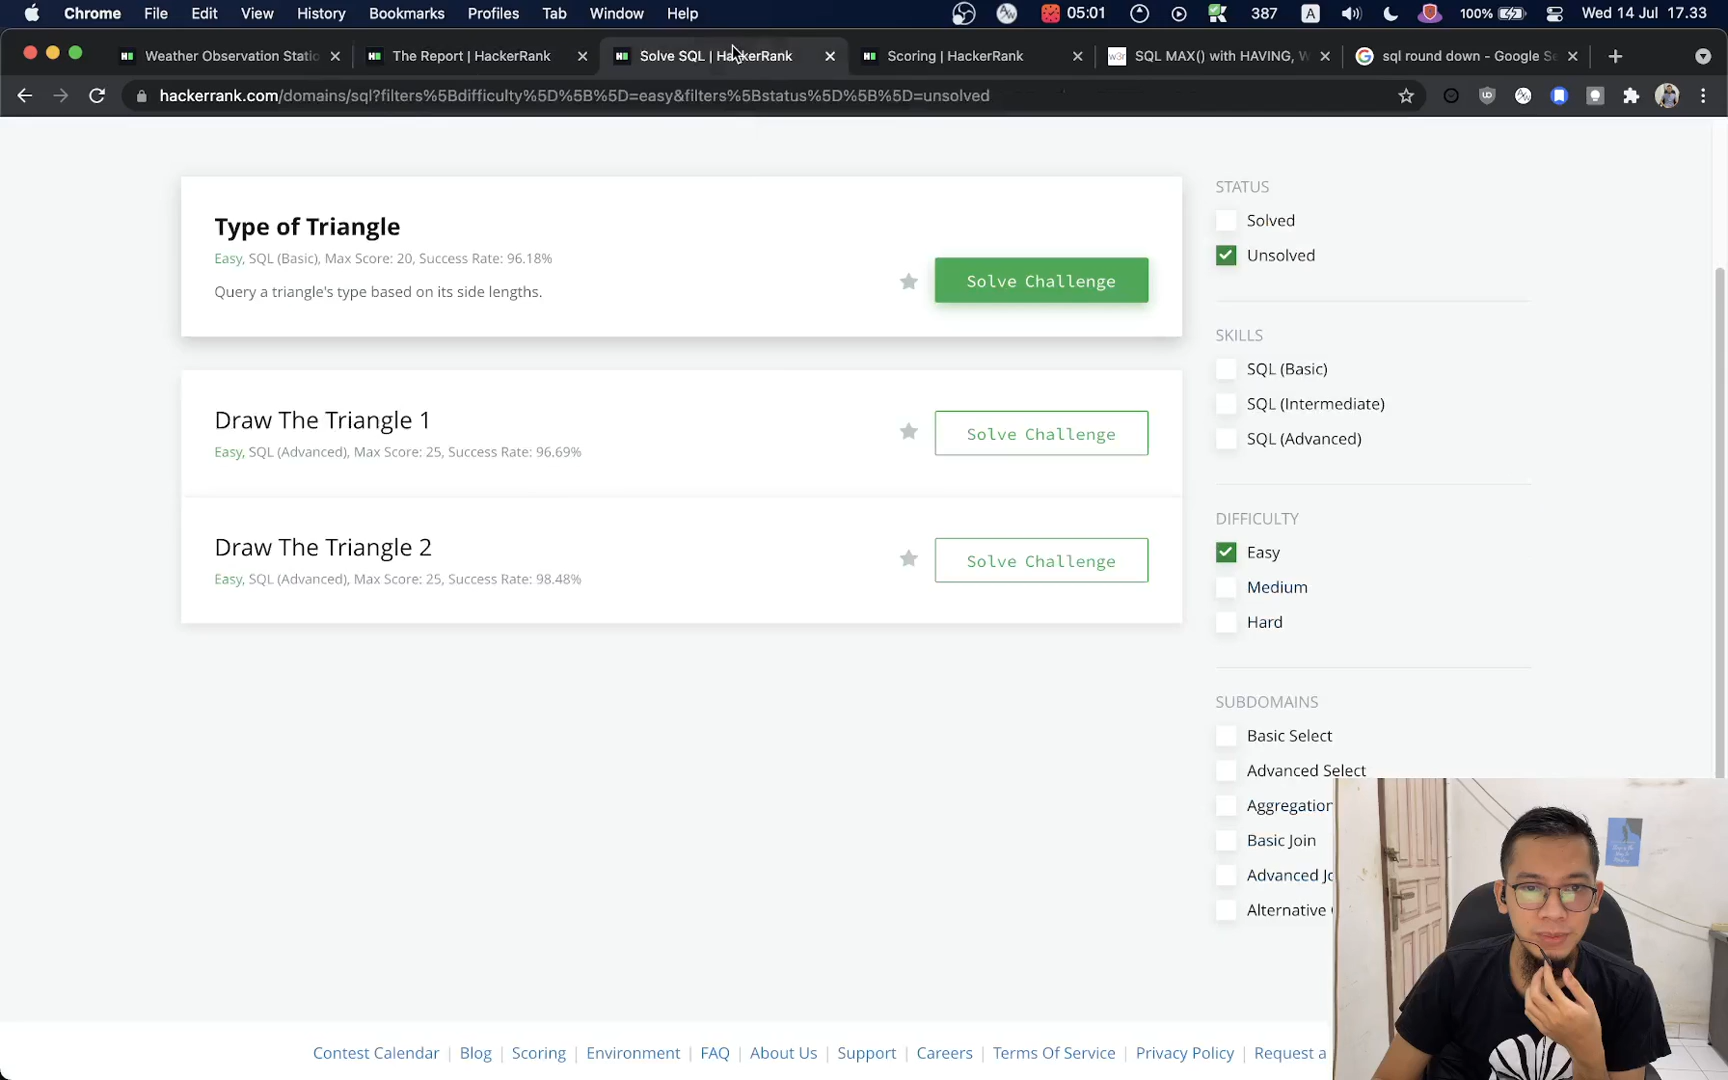 Chrome File Edit View History Bookmarks Profiles Tab Window Help 05:01 387 A 100% Wed 14 Jul 17.33
Weather Observation Statio The Report | HackerRank Solve SQL | HackerRank Scoring | HackerRank SQL MAX() with HAVING, W sql round down - Google Se
hackerrank.com/domains/sql?filters%5Bdifficulty%5D%5B%5D=easy&filters%5Bstatus%5D%5B%5D=unsolved
Type of Triangle
Easy, SQL (Basic), Max Score: 20, Success Rate: 96.18%
Query a triangle's type based on its side lengths.
Solve Challenge
Draw The Triangle 1
Easy, SQL (Advanced), Max Score: 25, Success Rate: 96.69%
Solve Challenge
Draw The Triangle 2
Easy, SQL (Advanced), Max Score: 25, Success Rate: 98.48%
Solve Challenge
STATUS
Solved
Unsolved
SKILLS
SQL (Basic)
SQL (Intermediate)
SQL (Advanced)
DIFFICULTY
Easy
Medium
Hard
SUBDOMAINS
Basic Select
Advanced Select
Aggregation
Basic Join
Advanced Jo
Alternative
Contest Calendar | Blog | Scoring | Environment | FAQ | About Us | Support | Careers | Terms Of Service | Privacy Policy | Request a